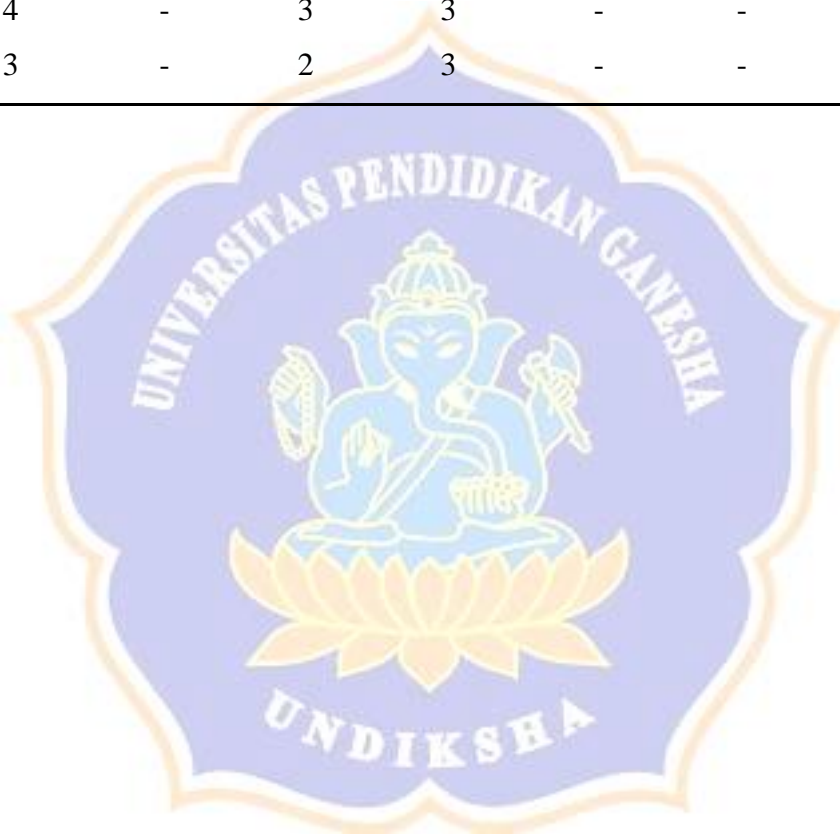 4 - 3 3 - -
3 - 2 3 - -
UNIVERSITAS PENDIDIKAN GANESHA
UNDIKSHA